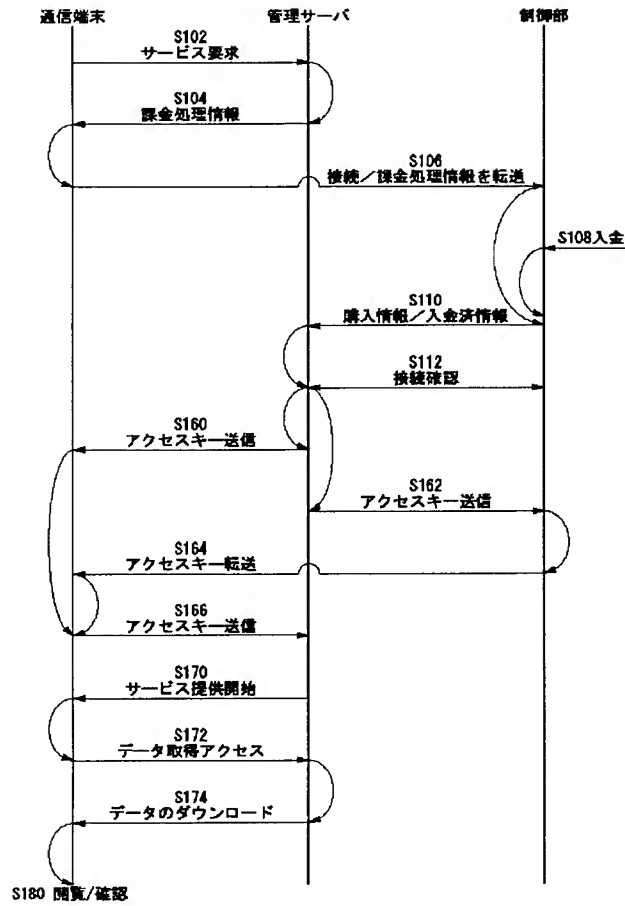 通信端末
管理サーバ
制御部
S102
サービス要求
S104
課金処理情報
S106
接続／課金処理情報を転送
S108入金
S110
購入情報／入金済情報
S112
接続確認
S160
アクセスキー送信
S162
アクセスキー送信
S164
アクセスキー転送
S166
アクセスキー送信
S170
サービス提供開始
S172
データ取得アクセス
S174
データのダウンロード
S180 閲覧/確認